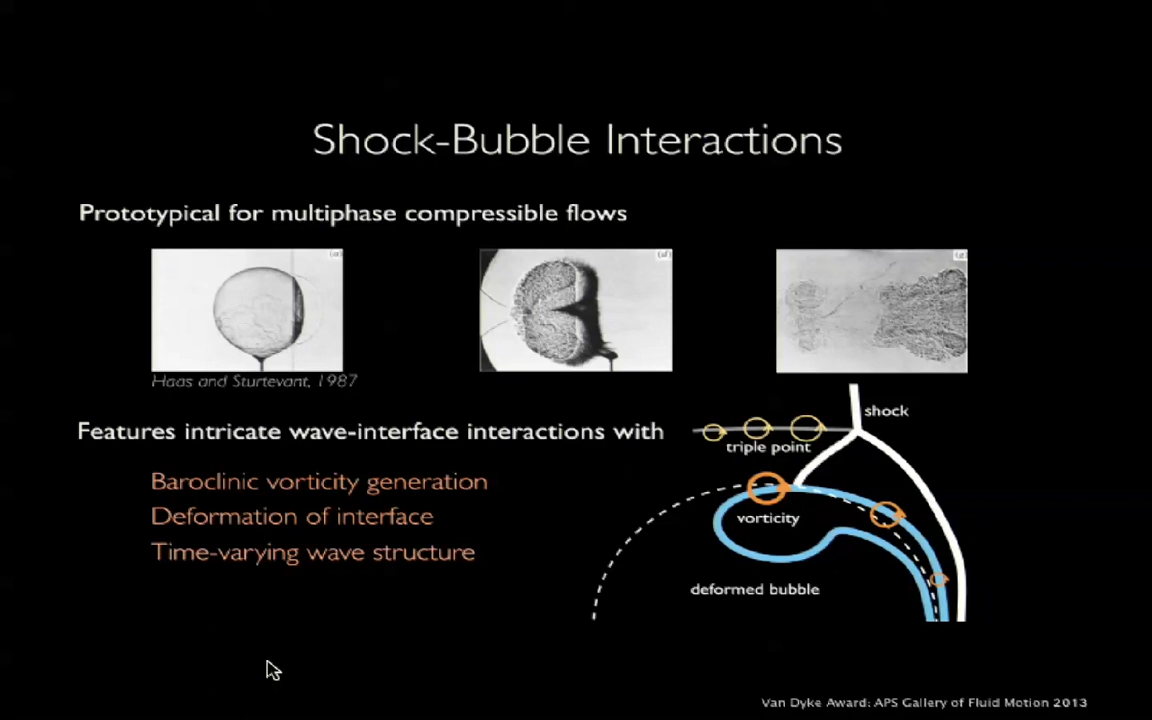 Shock-Bubble Interactions
Prototypical for multiphase compressible flows
Haas and Sturtevant, 1987
Features intricate wave-interface interactions with
Baroclinic vorticity generation
Deformation of interface
Time-varying wave structure
shock
triple point
vorticity
deformed bubble
Van Dyke Award: APS Gallery of Fluid Motion 2013